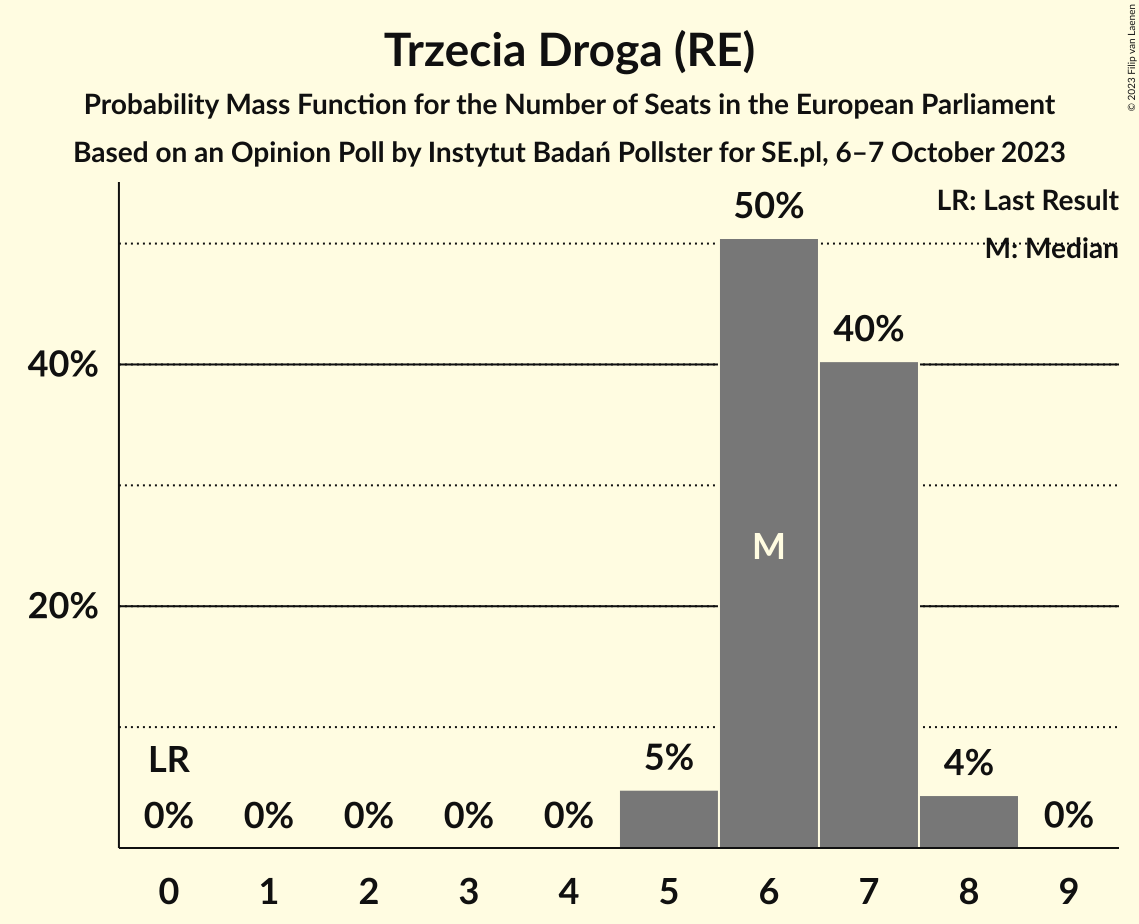 Trzecia Droga (RE)
Probability Mass Function for the Number of Seats in the European Parliament
Based on an Opinion Poll by Instytut Badań Pollster for SE.pl, 6–7 October 2023
© 2023 Filip van Laenen
LR: Last Result
M: Median
50%
40%
40%
20%
M
LR
5%
4%
0%
0%
0%
0%
0%
0%
0
1
2
3
4
5
6
7
8
9